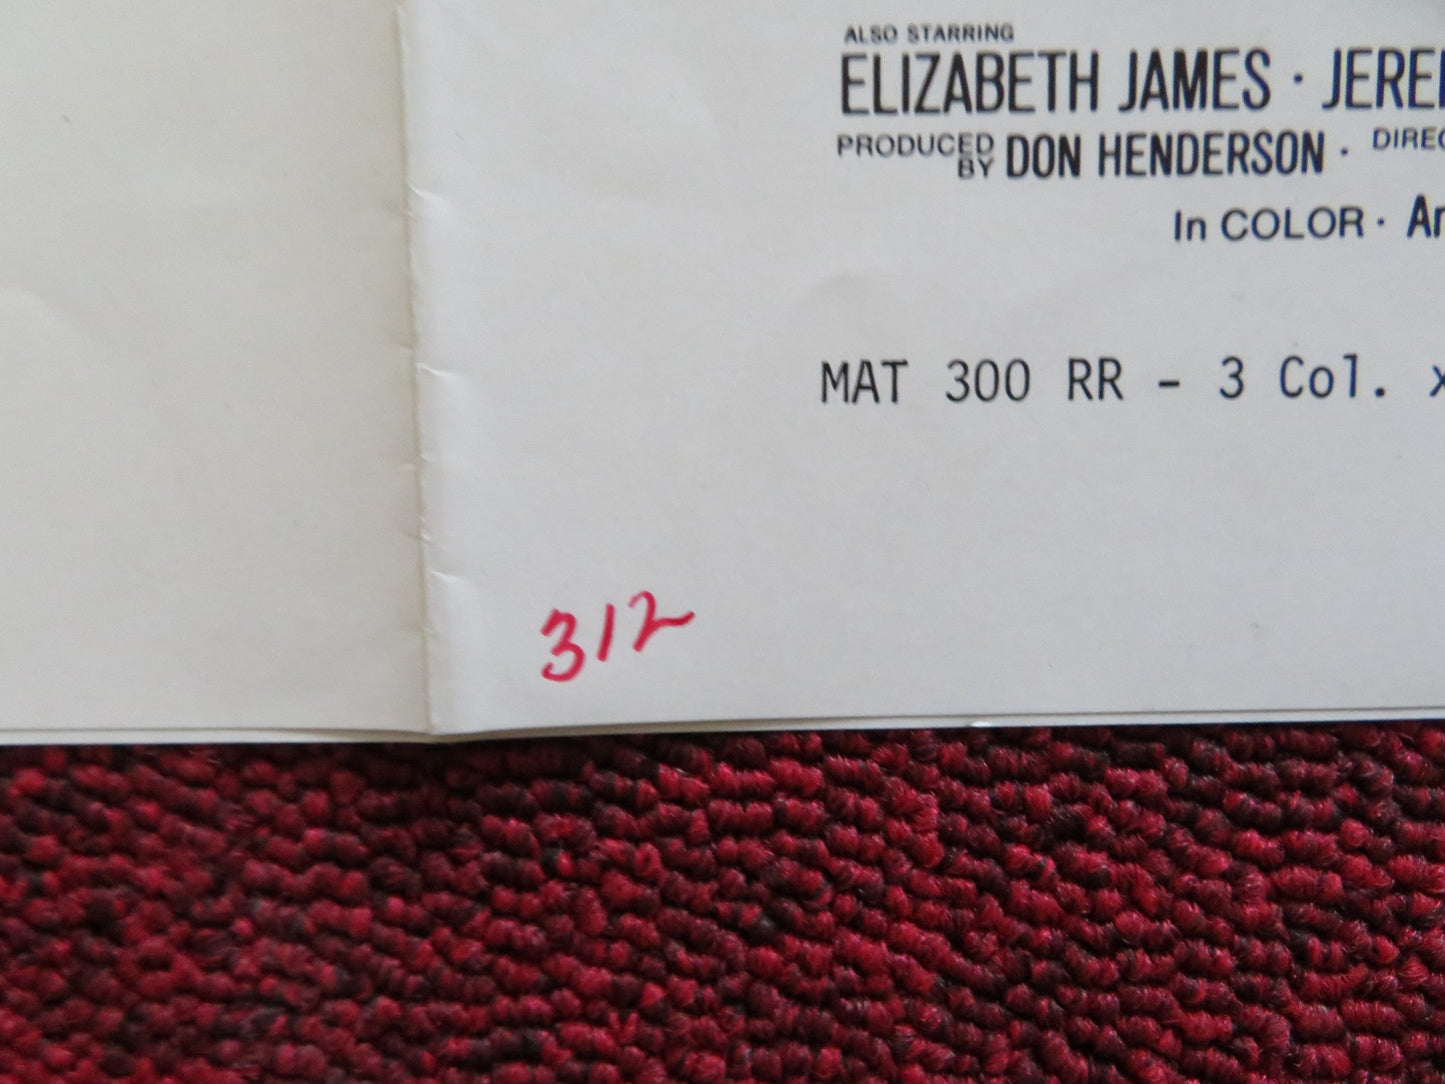 ALSO STARRING
ELIZABETH JAMES ·
PRODUCED BY DON HENDERSON ·
In COLOR ·
MAT 300 RR - 3 Col. x
312